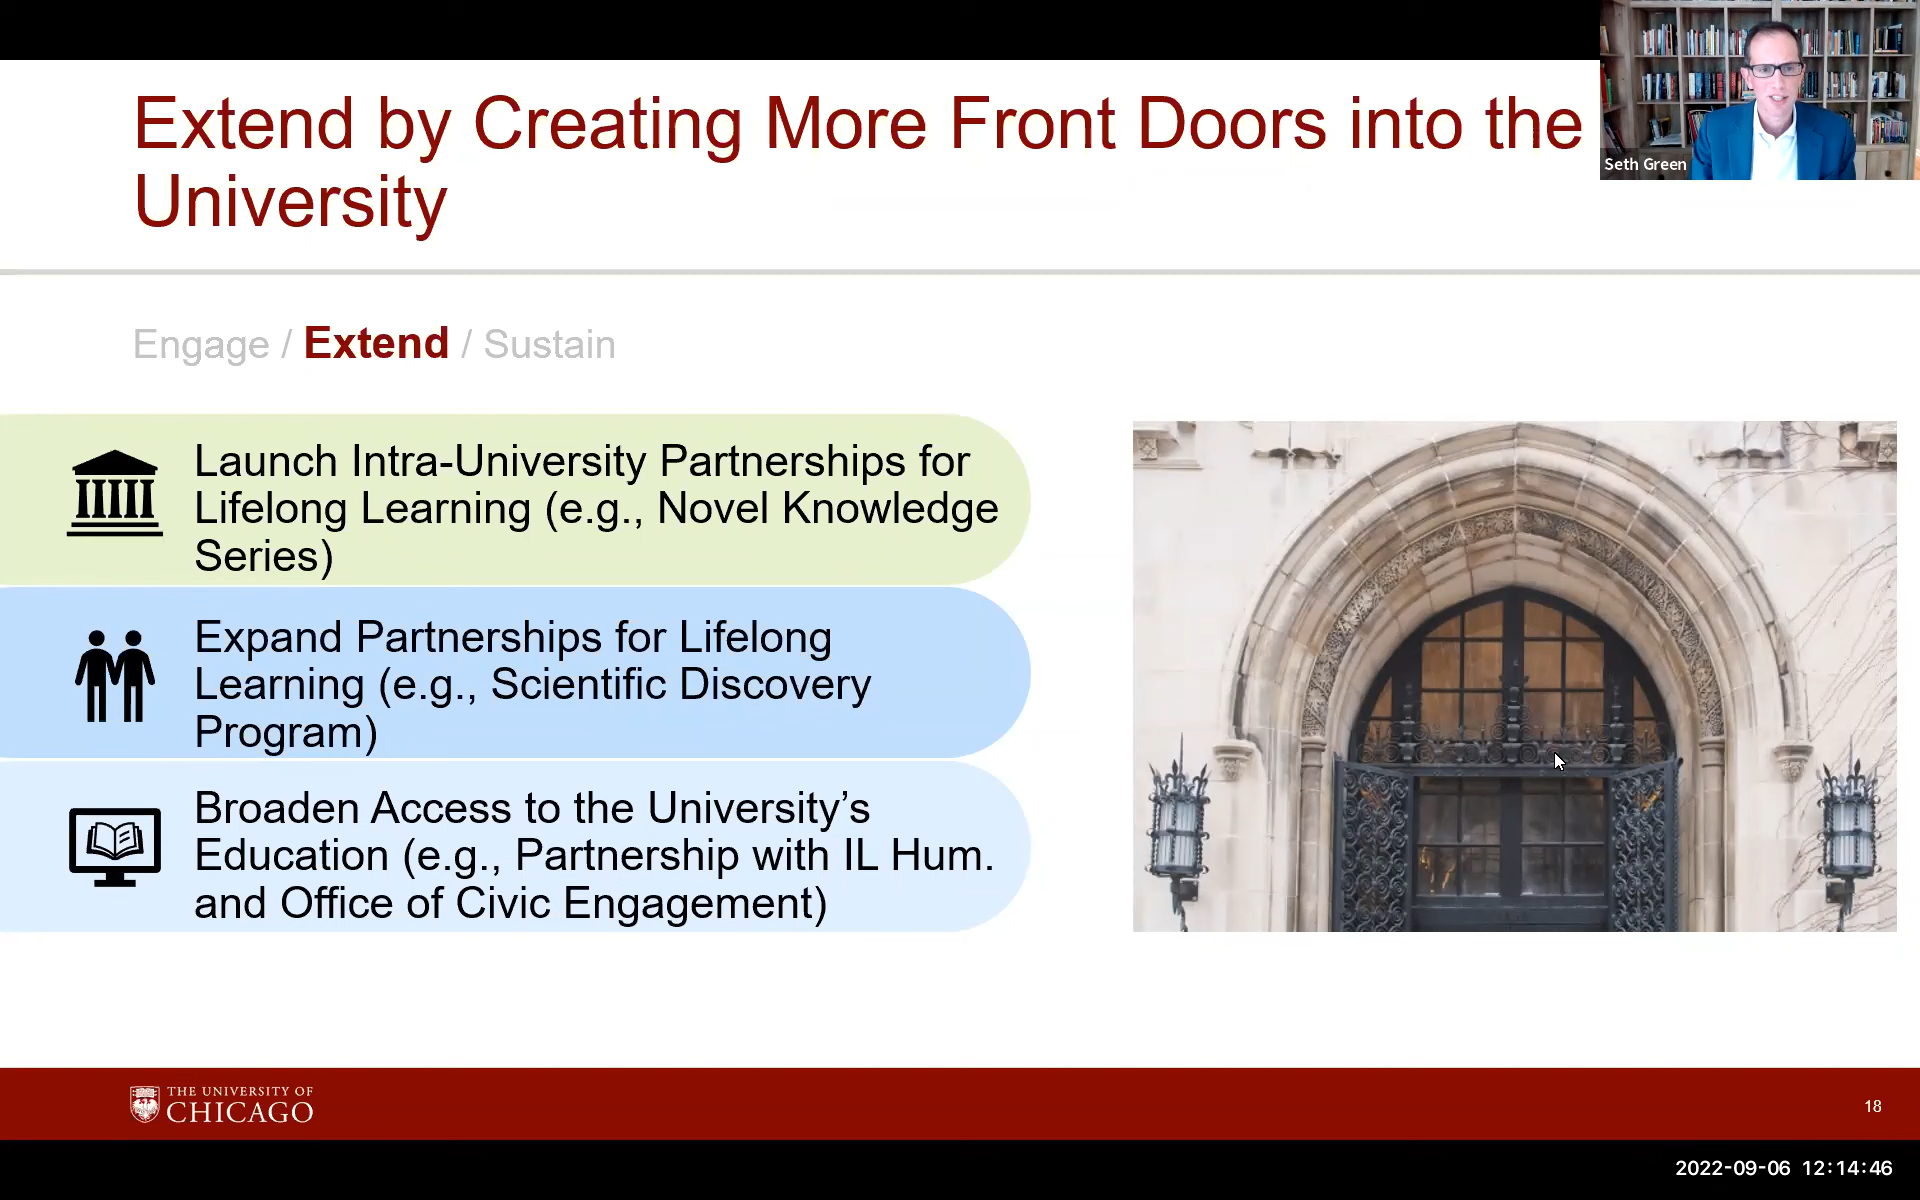 Extend by Creating More Front Doors into the
University
Seth Green
Engage / Extend / Sustain
Launch Intra-University Partnerships for
Lifelong Learning (e.g., Novel Knowledge
Series)
Expand Partnerships for Lifelong
Learning (e.g., Scientific Discovery
Program)
Broaden Access to the University’s
Education (e.g., Partnership with IL Hum.
and Office of Civic Engagement)
THE UNIVERSITY OF
CHICAGO
18
2022-09-06 12:14:46